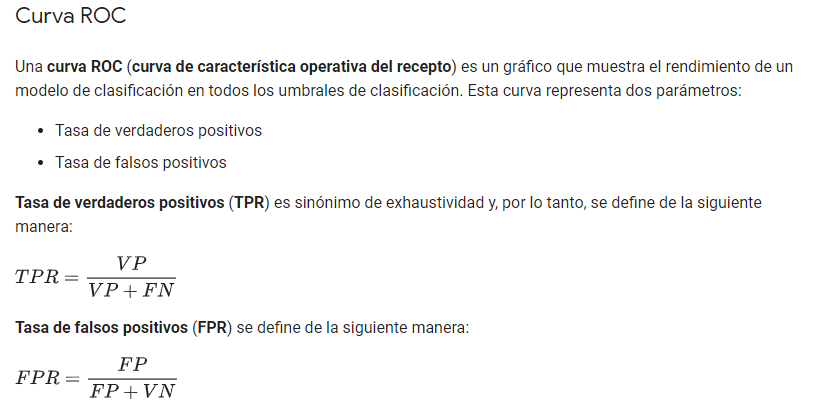 Curva ROC
Una curva ROC (curva de característica operativa del recepto) es un gráfico que muestra el rendimiento de un
modelo de clasificación en todos los umbrales de clasificación. Esta curva representa dos parámetros:
• Tasa de verdaderos positivos
• Tasa de falsos positivos
Tasa de verdaderos positivos (TPR) es sinónimo de exhaustividad y, por lo tanto, se define de la siguiente
manera:
TPR = VP / VP + FN
Tasa de falsos positivos (FPR) se define de la siguiente manera:
FPR = FP / FP + VN